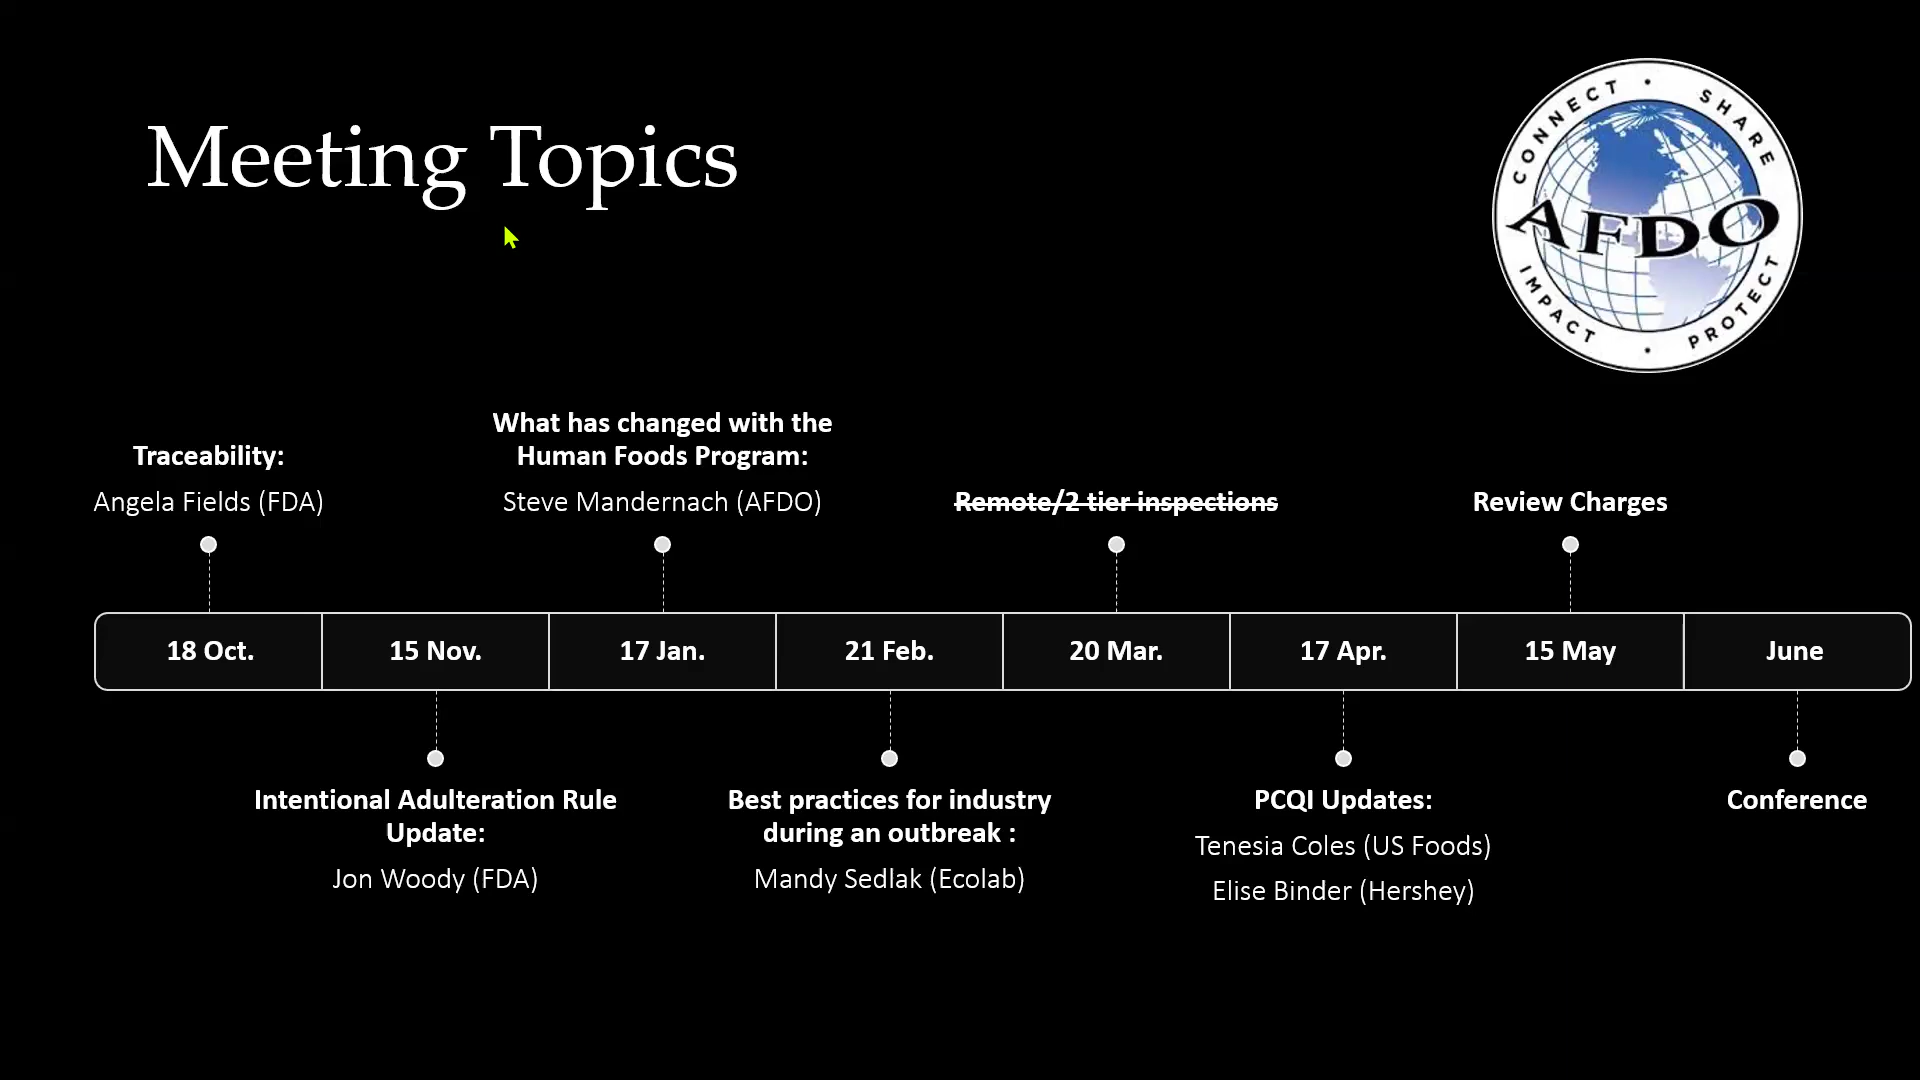 Meeting Topics
CONNECT • SHARE
AFDO
IMPACT • PROTECT
Traceability:
Angela Fields (FDA)
What has changed with the
Human Foods Program:
Steve Mandernach (AFDO)
Remote/2 tier inspections
Review Charges
18 Oct.
15 Nov.
17 Jan.
21 Feb.
20 Mar.
17 Apr.
15 May
June
Intentional Adulteration Rule
Update:
Jon Woody (FDA)
Best practices for industry
during an outbreak :
Mandy Sedlak (Ecolab)
PCQI Updates:
Tenesia Coles (US Foods)
Elise Binder (Hershey)
Conference